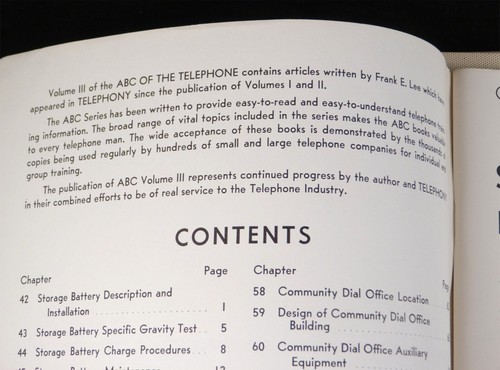 Volume III of the ABC OF THE TELEPHONE contains articles written by Frank E. Lee which have
appeared in TELEPHONY since the publication of Volumes I and II.
The ABC Series has been written to provide easy-to-read and easy-to-understand telephone
ing information. The broad range of vital topics included in the series makes the ABC books
to every telephone man. The wide acceptance of these books is demonstrated by the thousands
copies being used regularly by hundreds of small and large telephone companies for individual
group training.
The publication of ABC Volume III represents continued progress by the author and TELEPHONY
in their combined efforts to be of real service to the Telephone Industry.
CONTENTS
Chapter Page
42 Storage Battery Description and
Installation 1
43 Storage Battery Specific Gravity Test 5
44 Storage Battery Charge Procedures 8
Chapter
58 Community Dial Office Location
59 Design of Community Dial Office
Building
60 Community Dial Office Auxiliary
Equipment